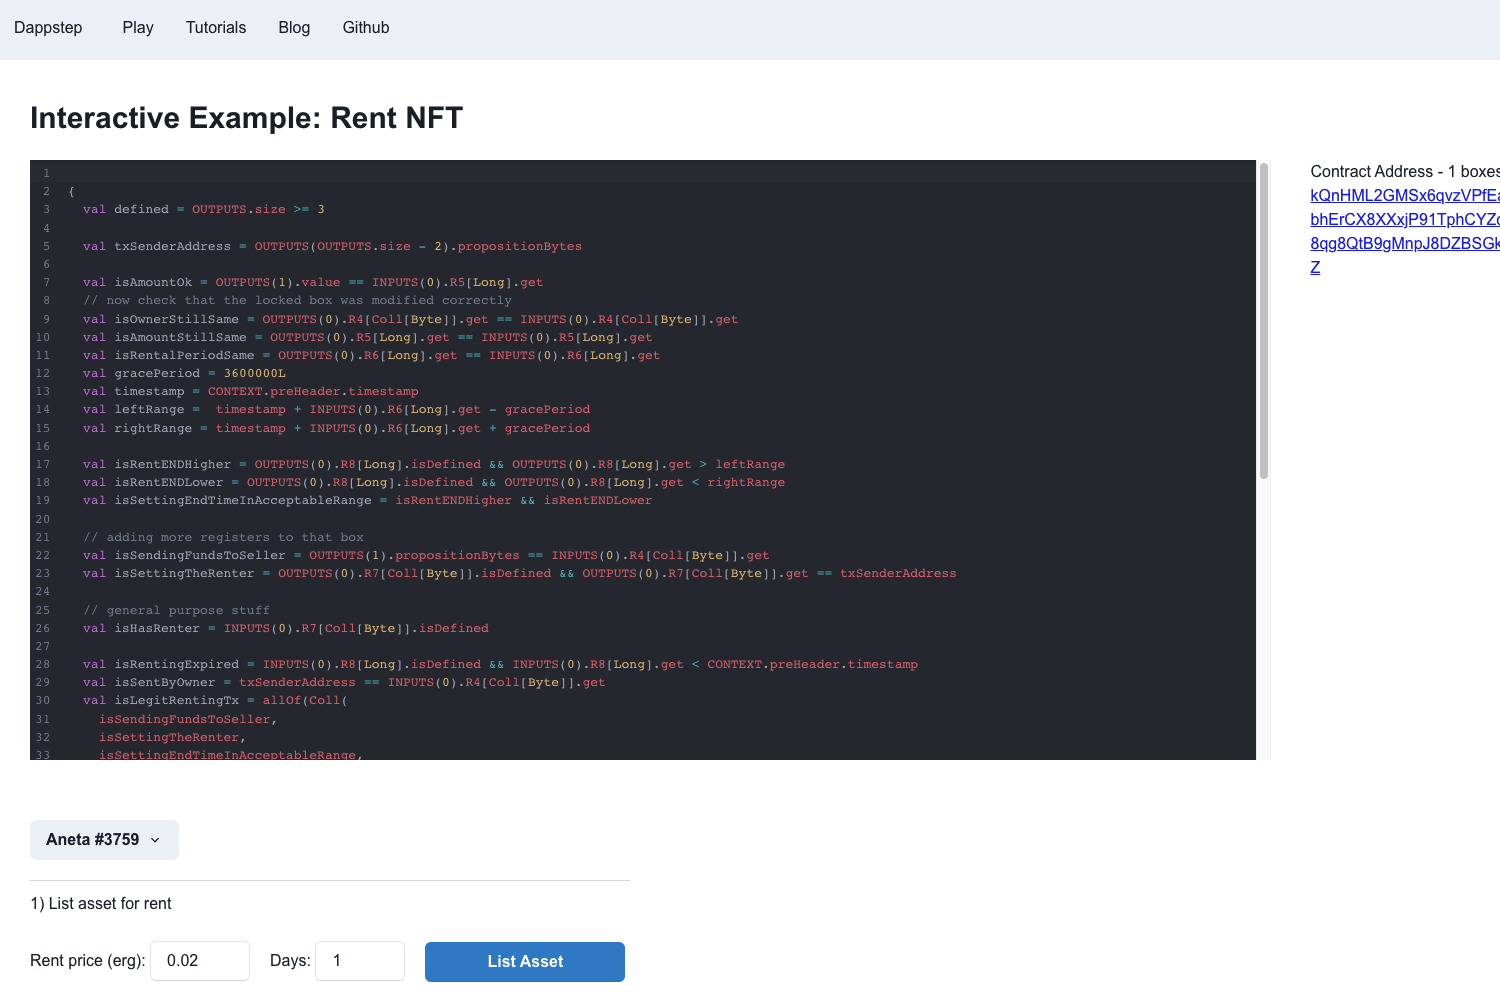 Dappstep Play Tutorials Blog Github
Interactive Example: Rent NFT
1
2 {
3 val defined = OUTPUTS.size >= 3
4
5 val txSenderAddress = OUTPUTS(OUTPUTS.size - 2).propositionBytes
6
7 val isAmountOk = OUTPUTS(1).value == INPUTS(0).R5[Long].get
8 // now check that the locked box was modified correctly
9 val isOwnerStillSame = OUTPUTS(0).R4[Coll[Byte]].get == INPUTS(0).R4[Coll[Byte]].get
10 val isAmountStillSame = OUTPUTS(0).R5[Long].get == INPUTS(0).R5[Long].get
11 val isRentalPeriodSame = OUTPUTS(0).R6[Long].get == INPUTS(0).R6[Long].get
12 val gracePeriod = 3600000L
13 val timestamp = CONTEXT.preHeader.timestamp
14 val leftRange =  timestamp + INPUTS(0).R6[Long].get - gracePeriod
15 val rightRange = timestamp + INPUTS(0).R6[Long].get + gracePeriod
16
17 val isRentENDHigher = OUTPUTS(0).R8[Long].isDefined && OUTPUTS(0).R8[Long].get > leftRange
18 val isRentENDLower = OUTPUTS(0).R8[Long].isDefined && OUTPUTS(0).R8[Long].get < rightRange
19 val isSettingEndTimeInAcceptableRange = isRentENDHigher && isRentENDLower
20
21 // adding more registers to that box
22 val isSendingFundsToSeller = OUTPUTS(1).propositionBytes == INPUTS(0).R4[Coll[Byte]].get
23 val isSettingTheRenter = OUTPUTS(0).R7[Coll[Byte]].isDefined && OUTPUTS(0).R7[Coll[Byte]].get == txSenderAddress
24
25 // general purpose stuff
26 val isHasRenter = INPUTS(0).R7[Coll[Byte]].isDefined
27
28 val isRentingExpired = INPUTS(0).R8[Long].isDefined && INPUTS(0).R8[Long].get < CONTEXT.preHeader.timestamp
29 val isSentByOwner = txSenderAddress == INPUTS(0).R4[Coll[Byte]].get
30 val isLegitRentingTx = allOf(Coll(
31 isSendingFundsToSeller,
32 isSettingTheRenter,
33 isSettingEndTimeInAcceptableRange,
Contract Address - 1 boxes
kQnHML2GMSx6qvzVPfEa
bhErCX8XXxjP91TphCYZ
8qg8QtB9gMnpJ8DZBSGk
Z
Aneta #3759
1) List asset for rent
Rent price (erg): 0.02 Days: 1 List Asset